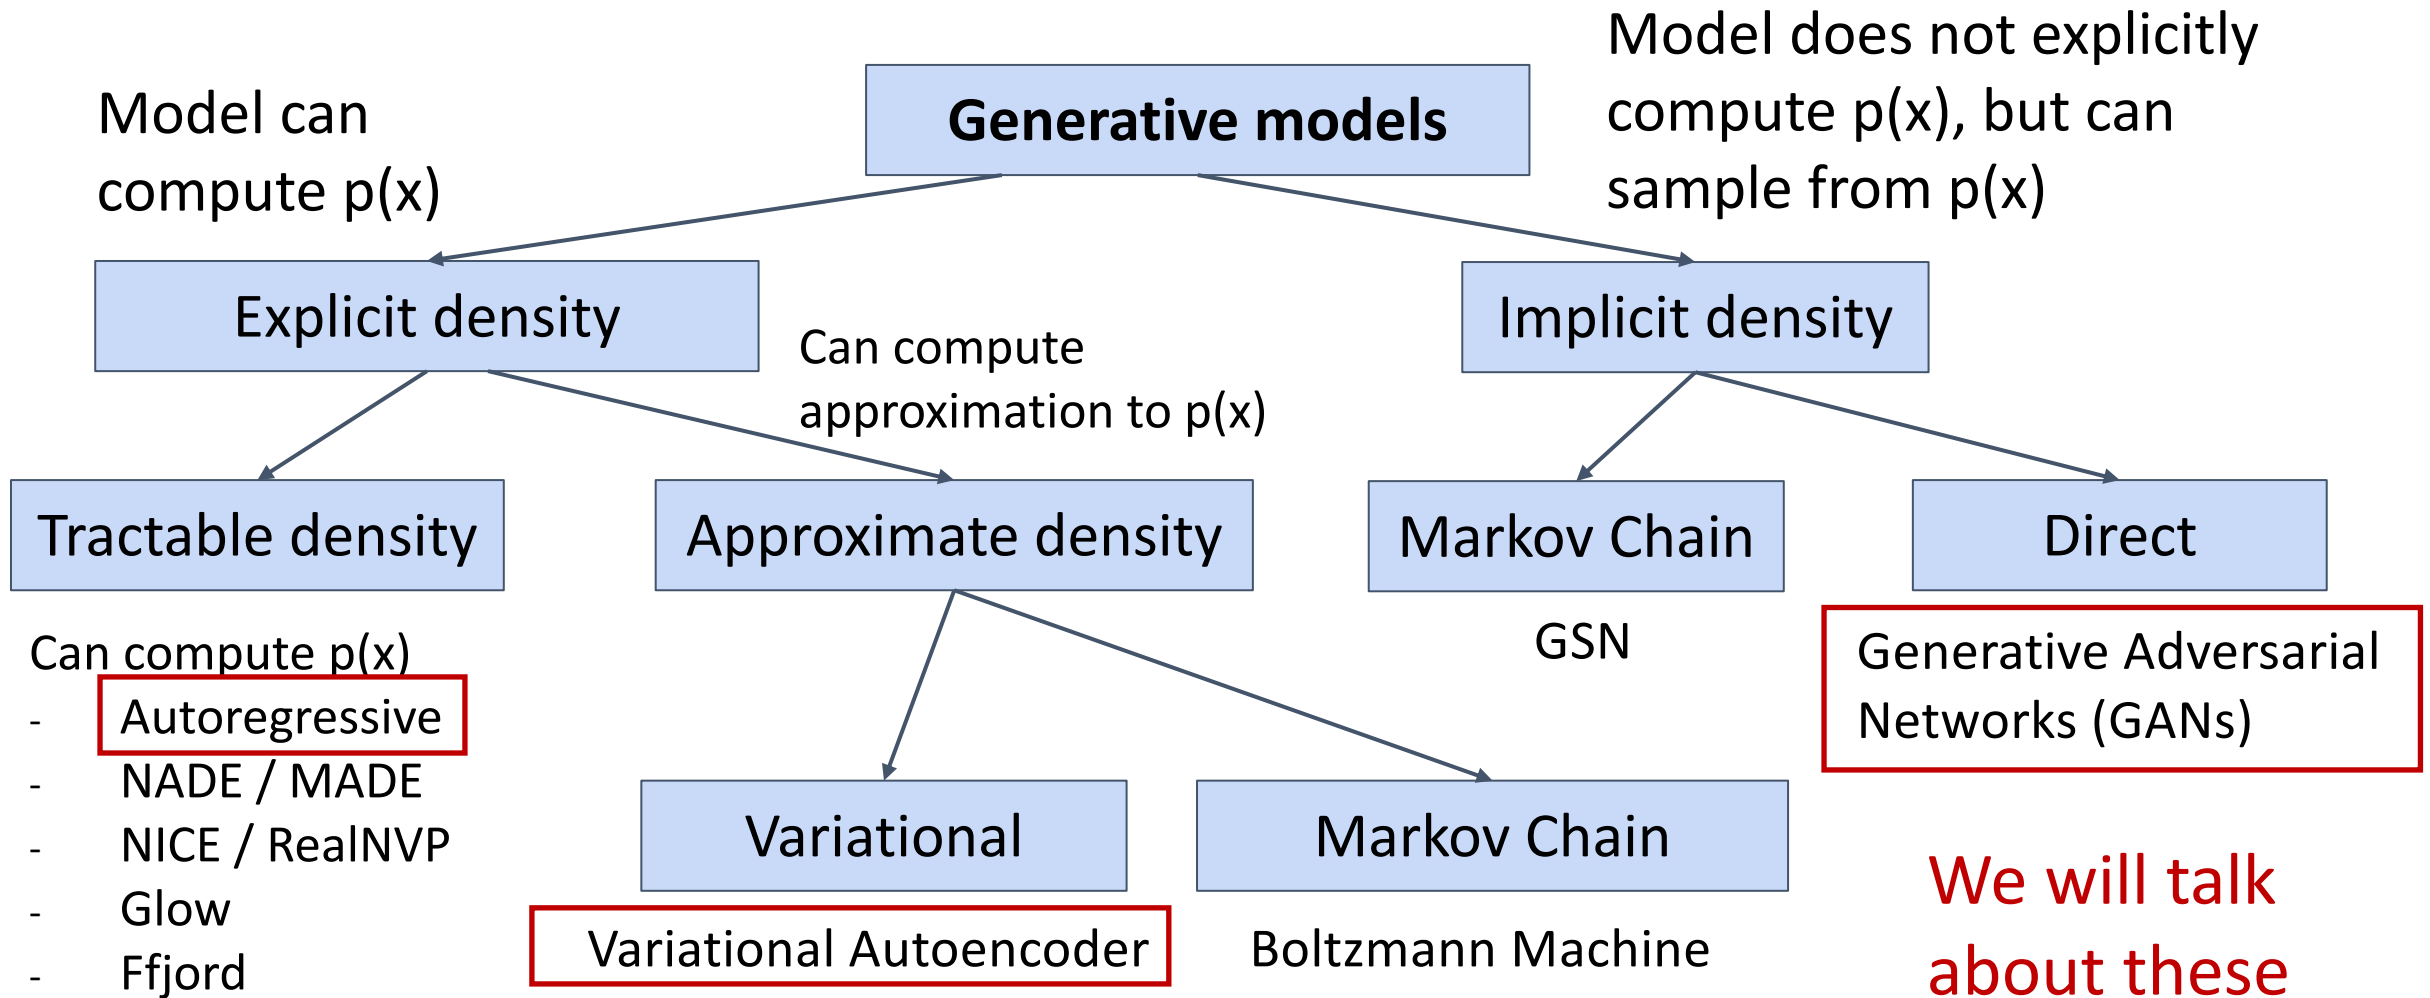 Model can
compute p(x)
Generative models
Model does not explicitly
compute p(x), but can
sample from p(x)
Explicit density
Implicit density
Can compute
approximation to p(x)
Tractable density
Approximate density
Markov Chain
Direct
Can compute p(x)
- Autoregressive
- NADE / MADE
- NICE / RealNVP
- Glow
- Ffjord
GSN
Generative Adversarial
Networks (GANs)
Variational
Markov Chain
Variational Autoencoder
Boltzmann Machine
We will talk
about these